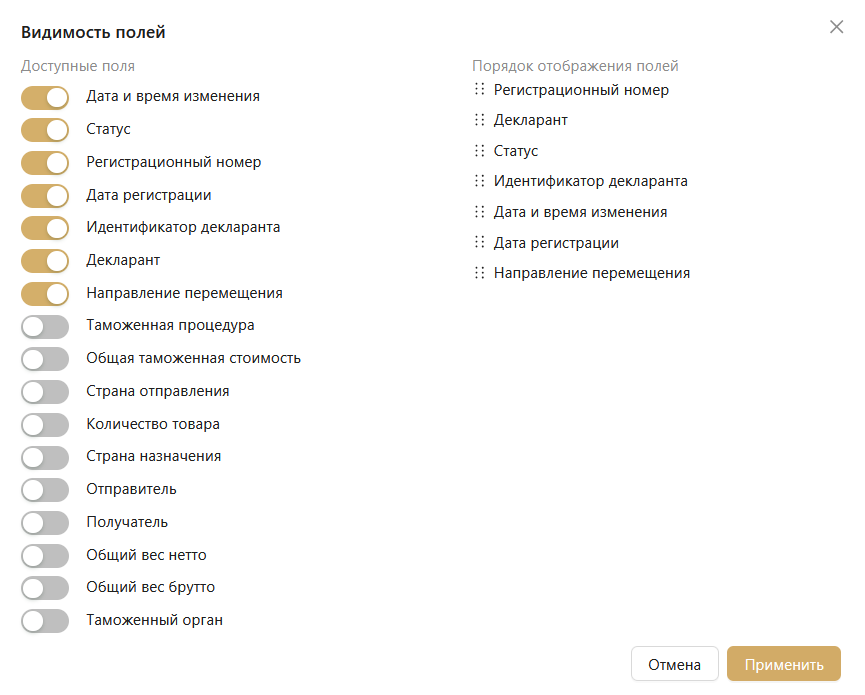 Видимость полей
Доступные поля
Дата и время изменения
Статус
Регистрационный номер
Дата регистрации
Идентификатор декларанта
Декларант
Направление перемещения
Таможенная процедура
Общая таможенная стоимость
Страна отправления
Количество товара
Страна назначения
Отправитель
Получатель
Общий вес нетто
Общий вес брутто
Таможенный орган
Порядок отображения полей
Регистрационный номер
Декларант
Статус
Идентификатор декларанта
Дата и время изменения
Дата регистрации
Направление перемещения
Отмена
Применить